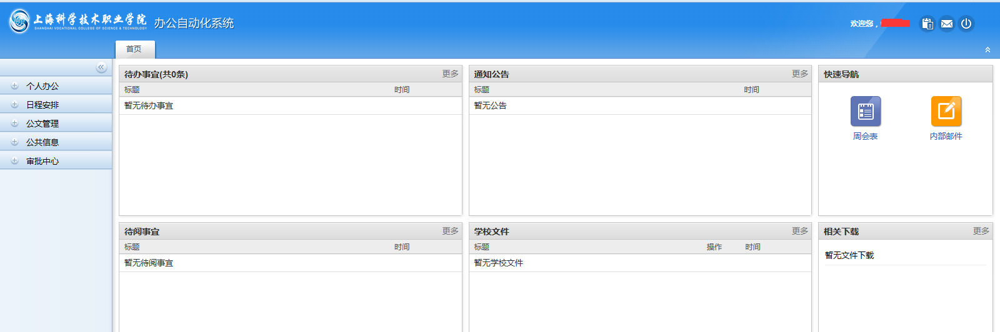 上海科学技术职业学院
SHANGHAI VOCATIONAL COLLEGE OF SCIENCE & TECHNOLOGY
办公自动化系统
欢迎您，
首页
个人办公
日程安排
公文管理
公共信息
审批中心
待办事宜(共0条) 更多
标题 时间
暂无待办事宜
通知公告 更多
标题 时间
暂无公告
快速导航
周会表 内部邮件
待阅事宜 更多
标题 时间
暂无待阅事宜
学校文件 更多
标题 操作 时间
暂无学校文件
相关下载 更多
暂无文件下载